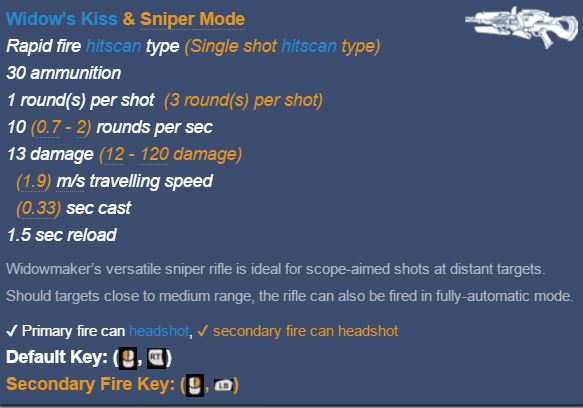 Widow's Kiss & Sniper Mode
Rapid fire hitscan type (Single shot hitscan type)
30 ammunition
1 round(s) per shot (3 round(s) per shot)
10 (0.7 - 2) rounds per sec
13 damage (12 - 120 damage)
(1.9) m/s travelling speed
(0.33) sec cast
1.5 sec reload
Widowmaker's versatile sniper rifle is ideal for scope-aimed shots at distant targets.
Should targets close to medium range, the rifle can also be fired in fully-automatic mode.
✓ Primary fire can headshot, ✓ secondary fire can headshot
Default Key: (, RT)
Secondary Fire Key: (, LB)